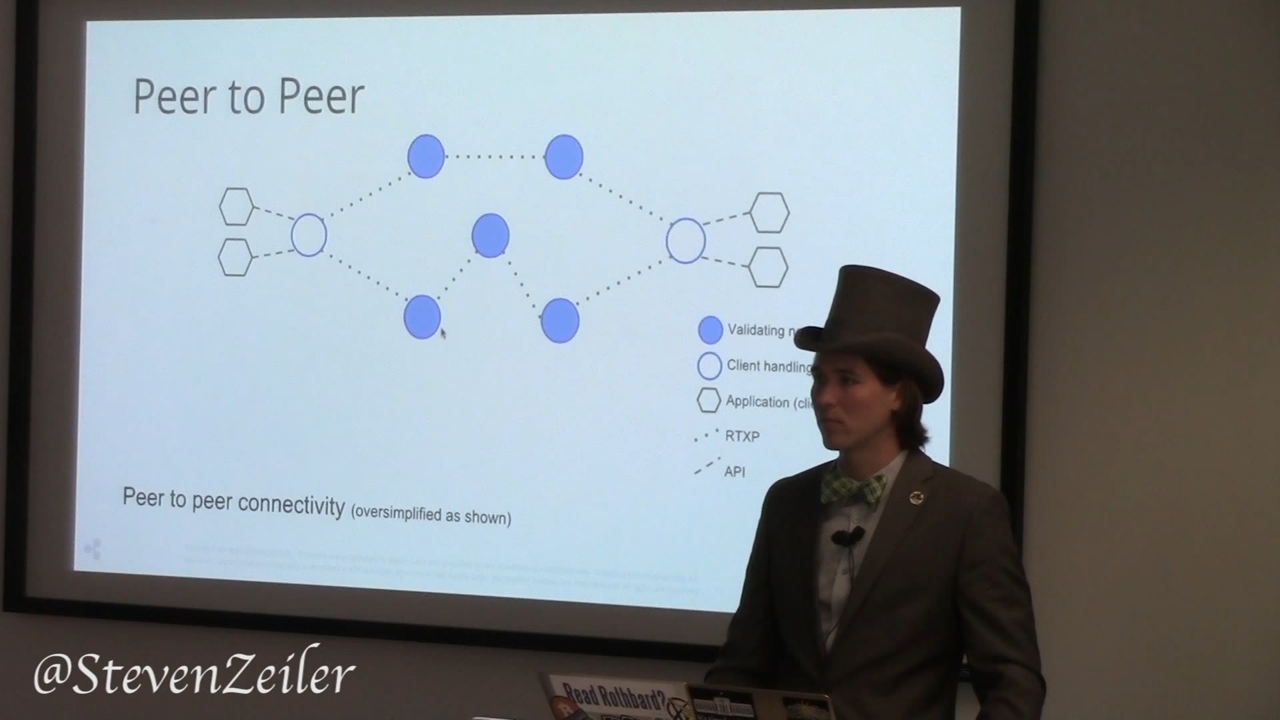 Peer to Peer
Validating
Client handling
Application
RTXP
API
Peer to peer connectivity (oversimplified as shown)
@StevenZeiler
Read Rothbard?